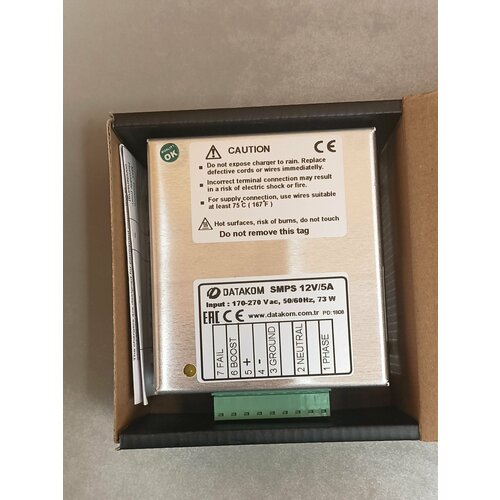 QUALITY
OK
CAUTION
CE
Do not expose charger to rain. Replace
defective cords or wires immediately.
Incorrect terminal connection may result
in a risk of electric shock or fire.
For supply connection, use wires suitable
at least 75 C ( 167°F )
Hot surfaces, risk of burns, do not touch
Do not remove this tag
DATAKOM SMPS 12V/5A
Input : 170-270 Vac, 50/60Hz, 73 W
EAC CE www.datakom.com.tr PD:1808
7 FAIL
6 BOOST
5 +
4 -
3 GROUND
2 NEUTRAL
1 PHASE